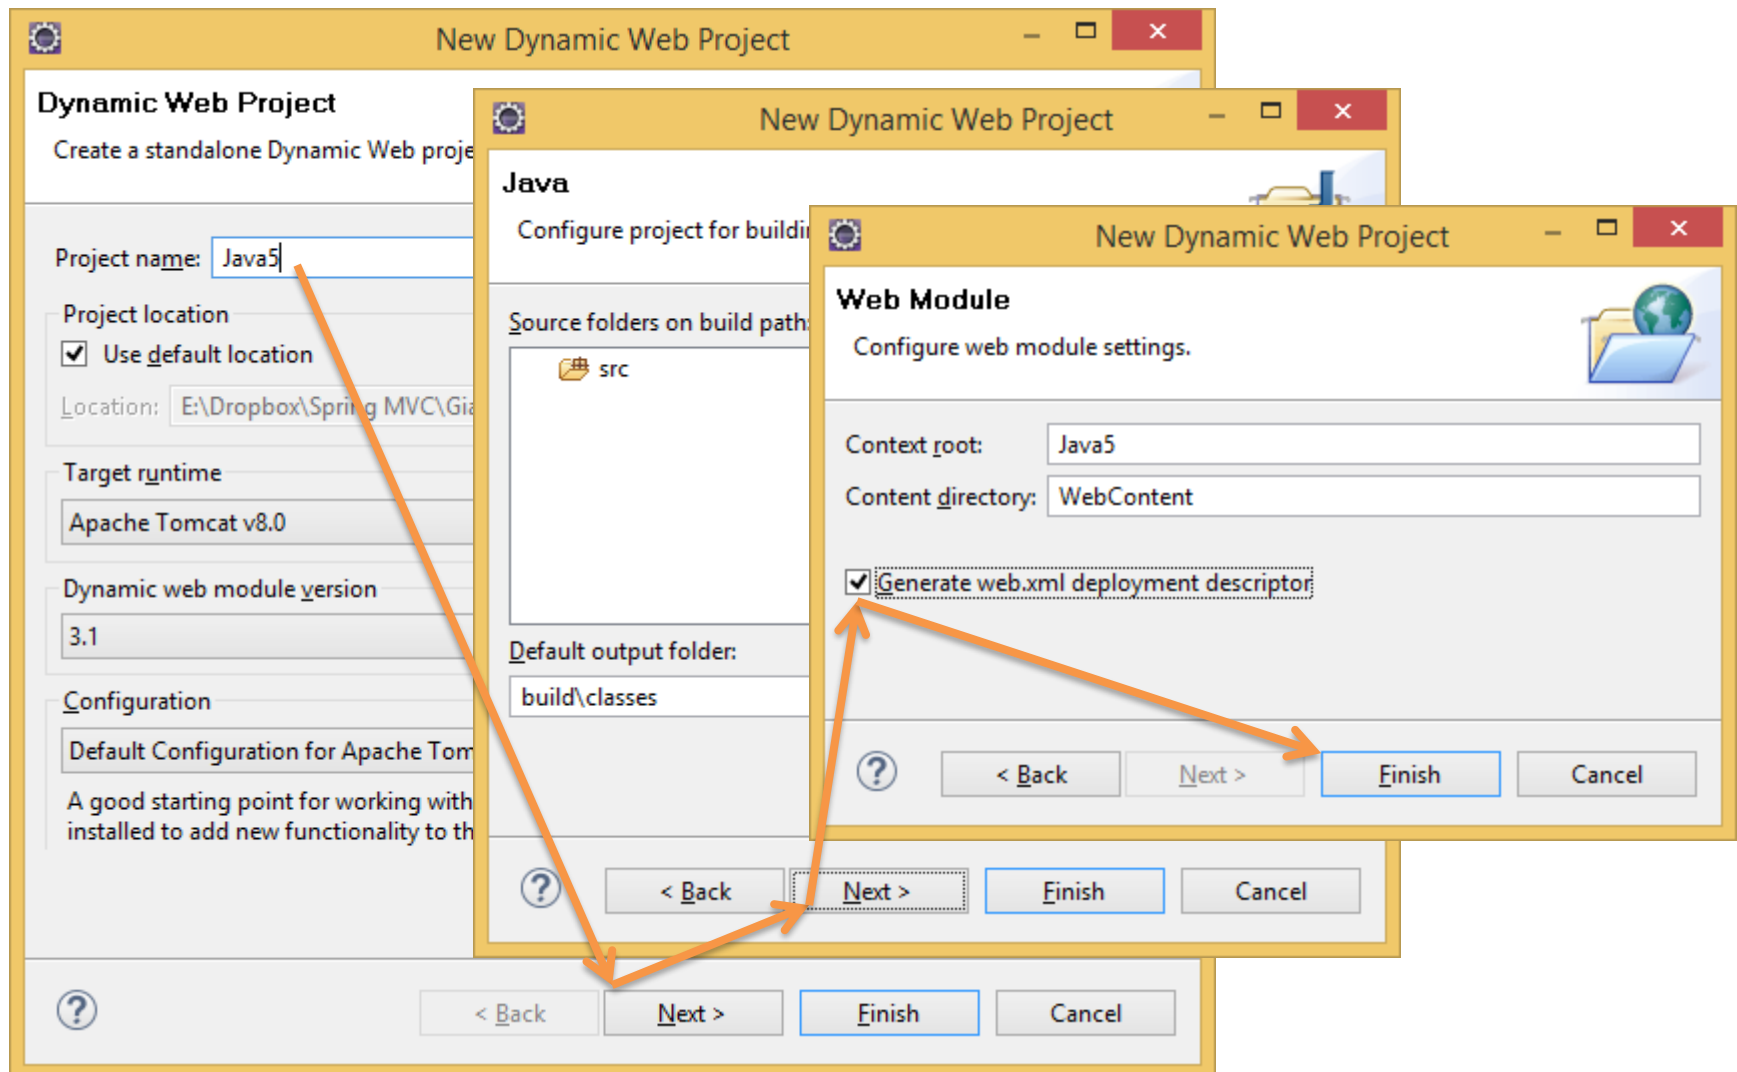 New Dynamic Web Project
Dynamic Web Project
Create a standalone Dynamic Web proje
Project name: Java5
Project location
Use default location
Location: E:\Dropbox\Spring MVC\Gia
Target runtime
Apache Tomcat v8.0
Dynamic web module version
3.1
Configuration
Default Configuration for Apache Tom
A good starting point for working with
installed to add new functionality to th
< Back Next > Finish Cancel
New Dynamic Web Project
Java
Configure project for buildi
Source folders on build path:
src
Default output folder:
build\classes
< Back Next > Finish Cancel
New Dynamic Web Project
Web Module
Configure web module settings.
Context root: Java5
Content directory: WebContent
Generate web.xml deployment descriptor
< Back Next > Finish Cancel